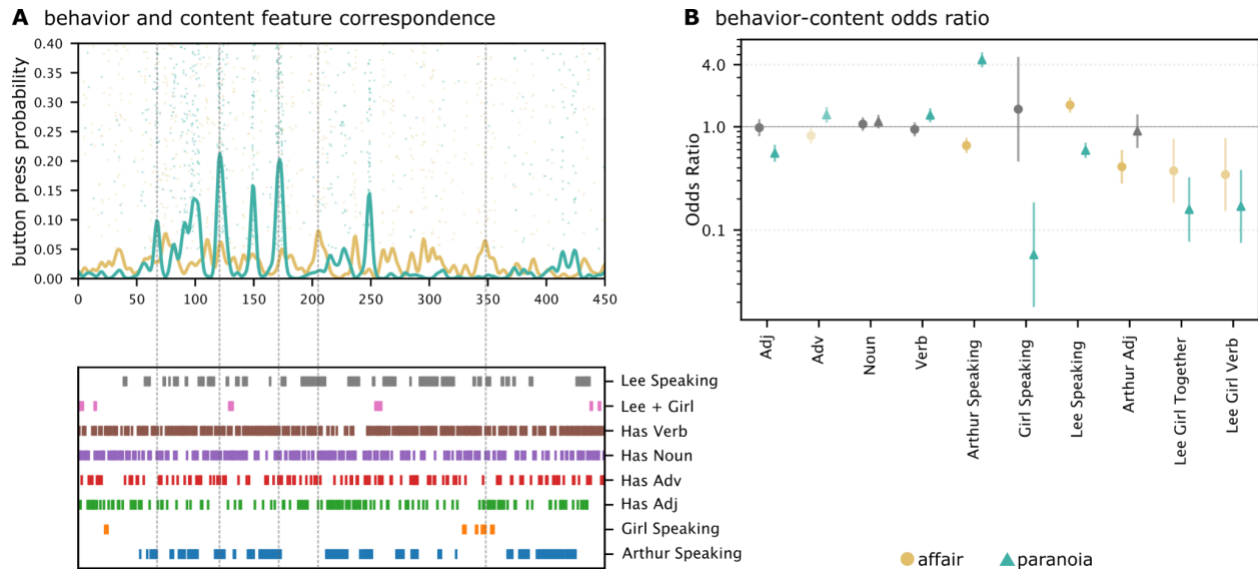 A behavior and content feature correspondence
button press probability
0.40
0.35
0.30
0.25
0.20
0.15
0.10
0.05
0.00
0 50 100 150 200 250 300 350 400 450
Lee Speaking
Lee + Girl
Has Verb
Has Noun
Has Adv
Has Adj
Girl Speaking
Arthur Speaking
B behavior-content odds ratio
Odds Ratio
4.0
1.0
0.1
Adj
Adv
Noun
Verb
Arthur Speaking
Girl Speaking
Lee Speaking
Arthur Adj
Lee Girl Together
Lee Girl Verb
affair paranoia